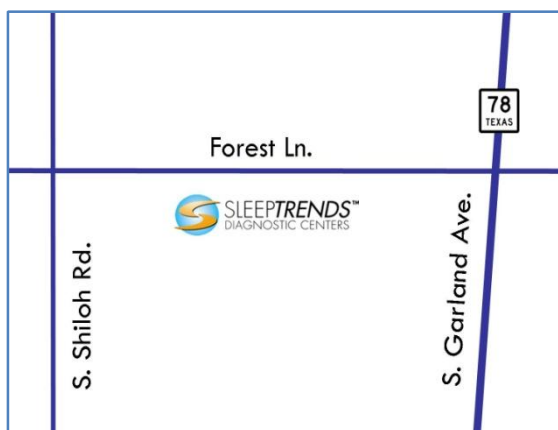 78
TEXAS
Forest Ln.
SLEEPTRENDS™
DIAGNOSTIC CENTERS
S. Shiloh Rd.
S. Garland Ave.